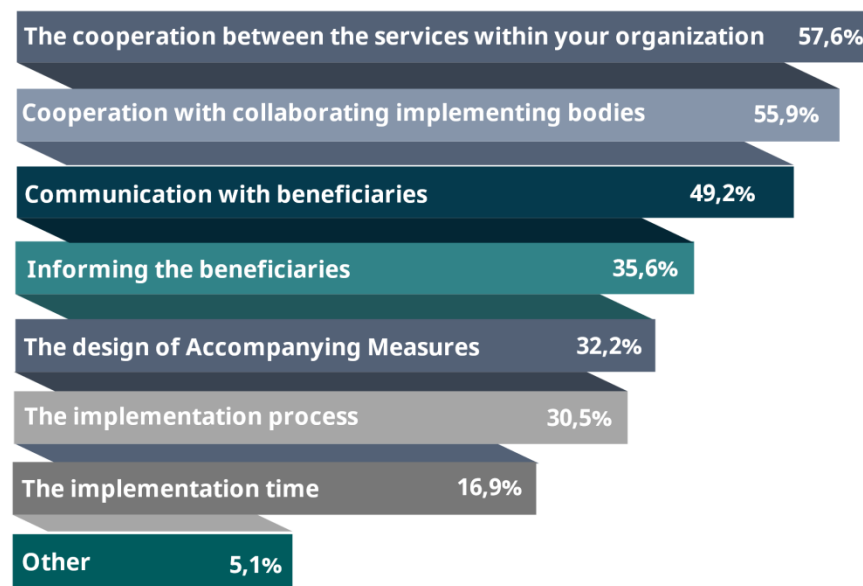 The cooperation between the services within your organization 57,6%
Cooperation with collaborating implementing bodies 55,9%
Communication with beneficiaries 49,2%
Informing the beneficiaries 35,6%
The design of Accompanying Measures 32,2%
The implementation process 30,5%
The implementation time 16,9%
Other 5,1%